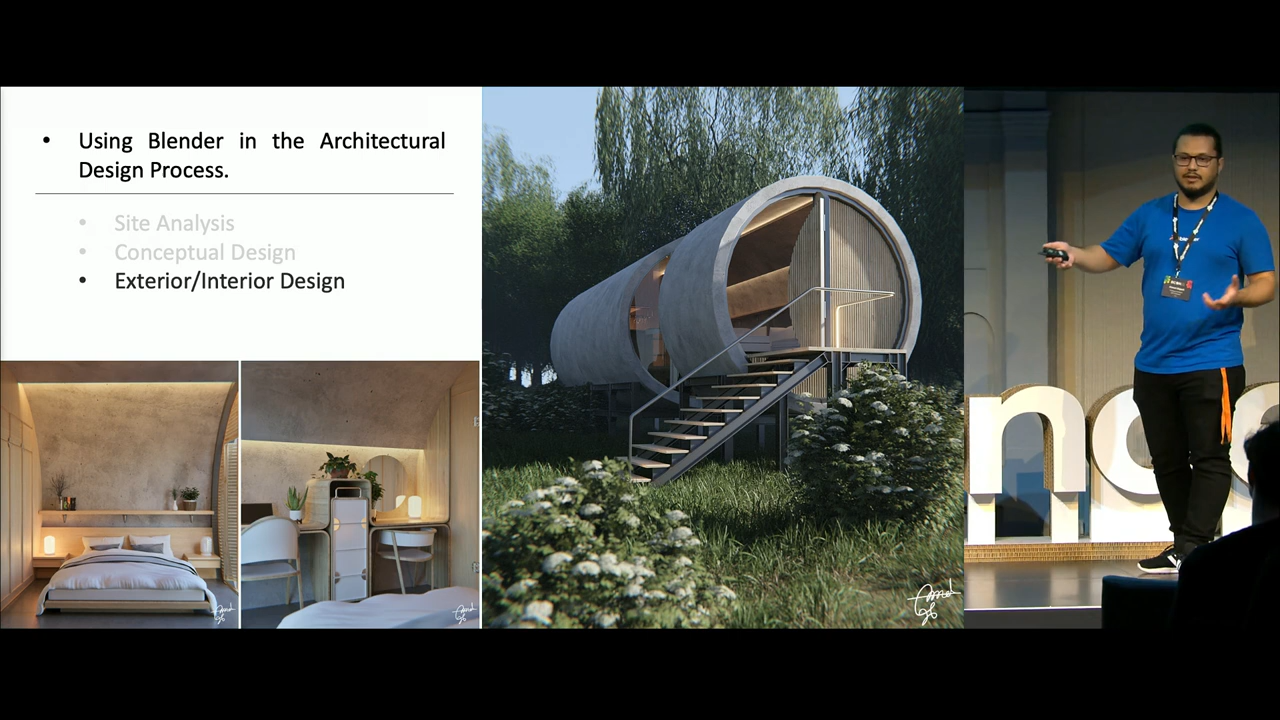 • Using Blender in the Architectural
Design Process.
• Site Analysis
• Conceptual Design
• Exterior/Interior Design